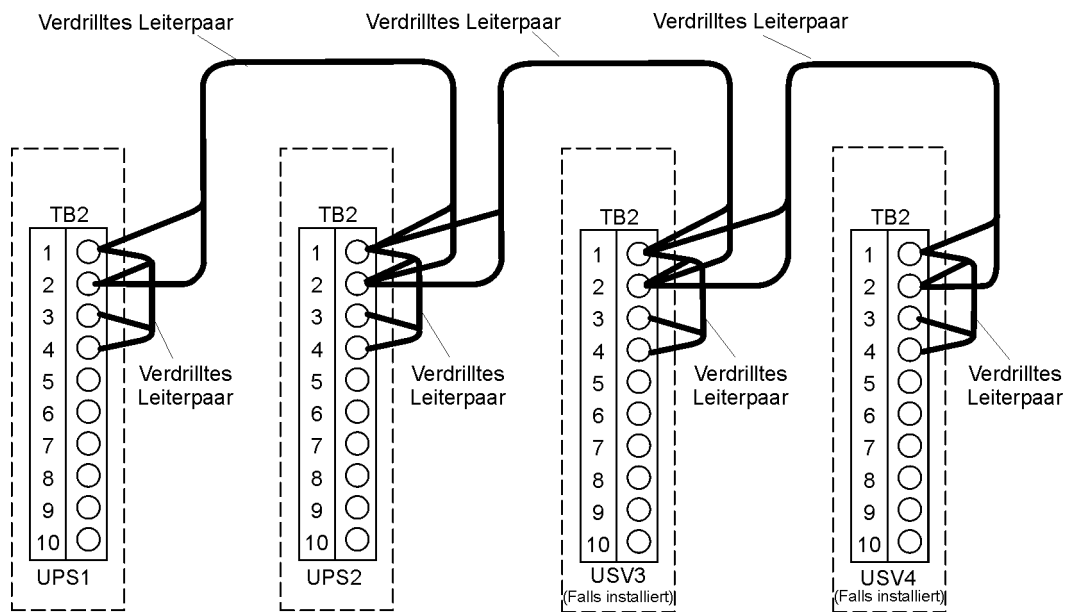 Verdrilltes Leiterpaar
Verdrilltes Leiterpaar
Verdrilltes Leiterpaar
TB2
1
2
3
4
5
6
7
8
9
10
UPS1
Verdrilltes
Leiterpaar
TB2
1
2
3
4
5
6
7
8
9
10
UPS2
Verdrilltes
Leiterpaar
TB2
1
2
3
4
5
6
7
8
9
10
USV3
(Falls installiert)
Verdrilltes
Leiterpaar
TB2
1
2
3
4
5
6
7
8
9
10
USV4
(Falls installiert)
Verdrilltes
Leiterpaar